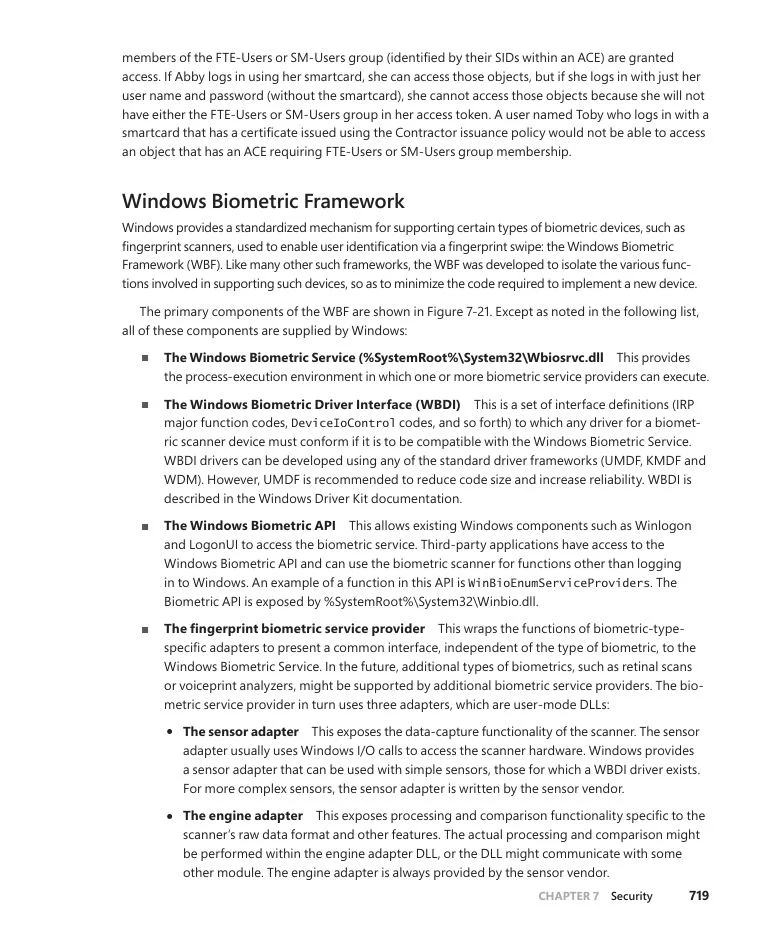 members of the FTE-Users or SM-Users group (identified by their SIDs within an ACE) are granted
access. If Abby logs in using her smartcard, she can access those objects, but if she logs in with just her
user name and password (without the smartcard), she cannot access those objects because she will not
have either the FTE-Users or SM-Users group in her access token. A user named Toby who logs in with a
smartcard that has a certificate issued using the Contractor issuance policy would not be able to access
an object that has an ACE requiring FTE-Users or SM-Users group membership.
Windows Biometric Framework
Windows provides a standardized mechanism for supporting certain types of biometric devices, such as
fingerprint scanners, used to enable user identification via a fingerprint swipe: the Windows Biometric
Framework (WBF). Like many other such frameworks, the WBF was developed to isolate the various func-
tions involved in supporting such devices, so as to minimize the code required to implement a new device.
The primary components of the WBF are shown in Figure 7-21. Except as noted in the following list,
all of these components are supplied by Windows:
■ The Windows Biometric Service (%SystemRoot%\System32\Wbiosrvc.dll This provides
the process-execution environment in which one or more biometric service providers can execute.
■ The Windows Biometric Driver Interface (WBDI) This is a set of interface definitions (IRP
major function codes, DeviceIoControl codes, and so forth) to which any driver for a biomet-
ric scanner device must conform if it is to be compatible with the Windows Biometric Service.
WBDI drivers can be developed using any of the standard driver frameworks (UMDF, KMDF and
WDM). However, UMDF is recommended to reduce code size and increase reliability. WBDI is
described in the Windows Driver Kit documentation.
■ The Windows Biometric API This allows existing Windows components such as Winlogon
and LogonUI to access the biometric service. Third-party applications have access to the
Windows Biometric API and can use the biometric scanner for functions other than logging
in to Windows. An example of a function in this API is WinBioEnumServiceProviders. The
Biometric API is exposed by %SystemRoot%\System32\Winbio.dll.
■ The fingerprint biometric service provider This wraps the functions of biometric-type-
specific adapters to present a common interface, independent of the type of biometric, to the
Windows Biometric Service. In the future, additional types of biometrics, such as retinal scans
or voiceprint analyzers, might be supported by additional biometric service providers. The bio-
metric service provider in turn uses three adapters, which are user-mode DLLs:
• The sensor adapter This exposes the data-capture functionality of the scanner. The sensor
adapter usually uses Windows I/O calls to access the scanner hardware. Windows provides
a sensor adapter that can be used with simple sensors, those for which a WBDI driver exists.
For more complex sensors, the sensor adapter is written by the sensor vendor.
• The engine adapter This exposes processing and comparison functionality specific to the
scanner's raw data format and other features. The actual processing and comparison might
be performed within the engine adapter DLL, or the DLL might communicate with some
other module. The engine adapter is always provided by the sensor vendor.
CHAPTER 7 Security 719